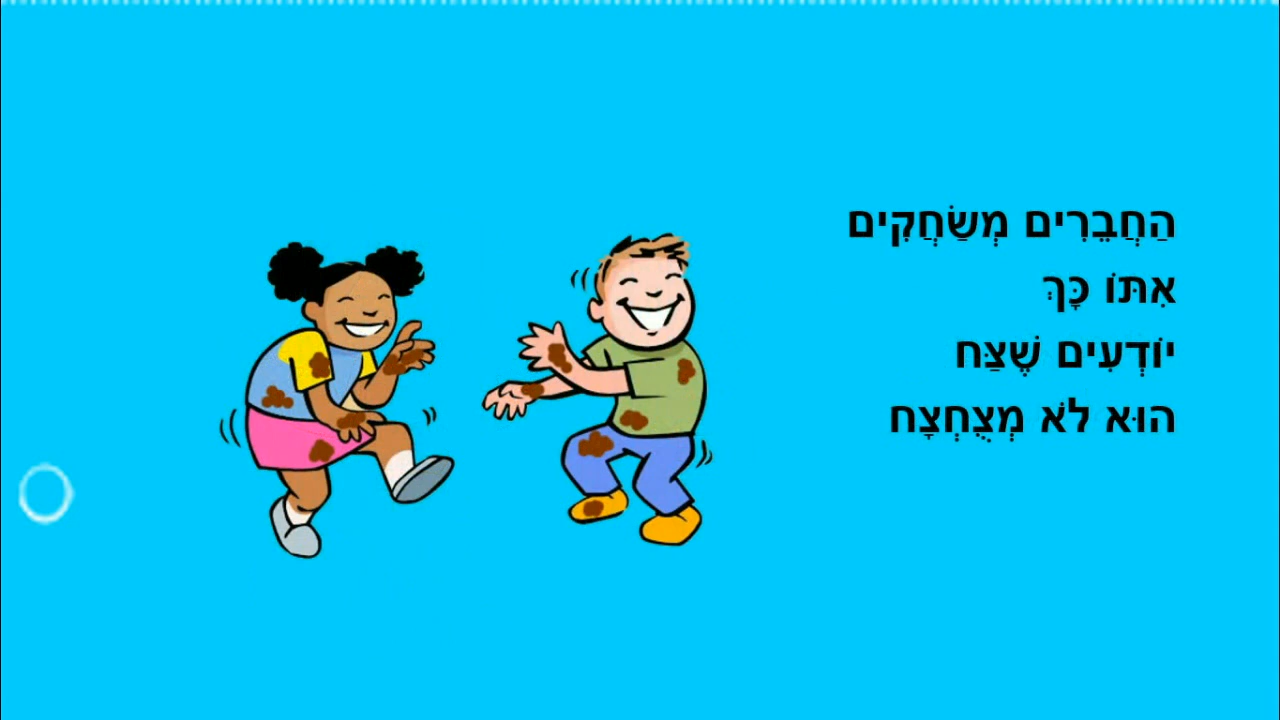 הַחֲבֵרִים מְשַׂחֲקִים
אִתּוֹ כָּךְ
יוֹדְעִים שֶׁצַּח
הוּא לֹא מְצֻחְצָח